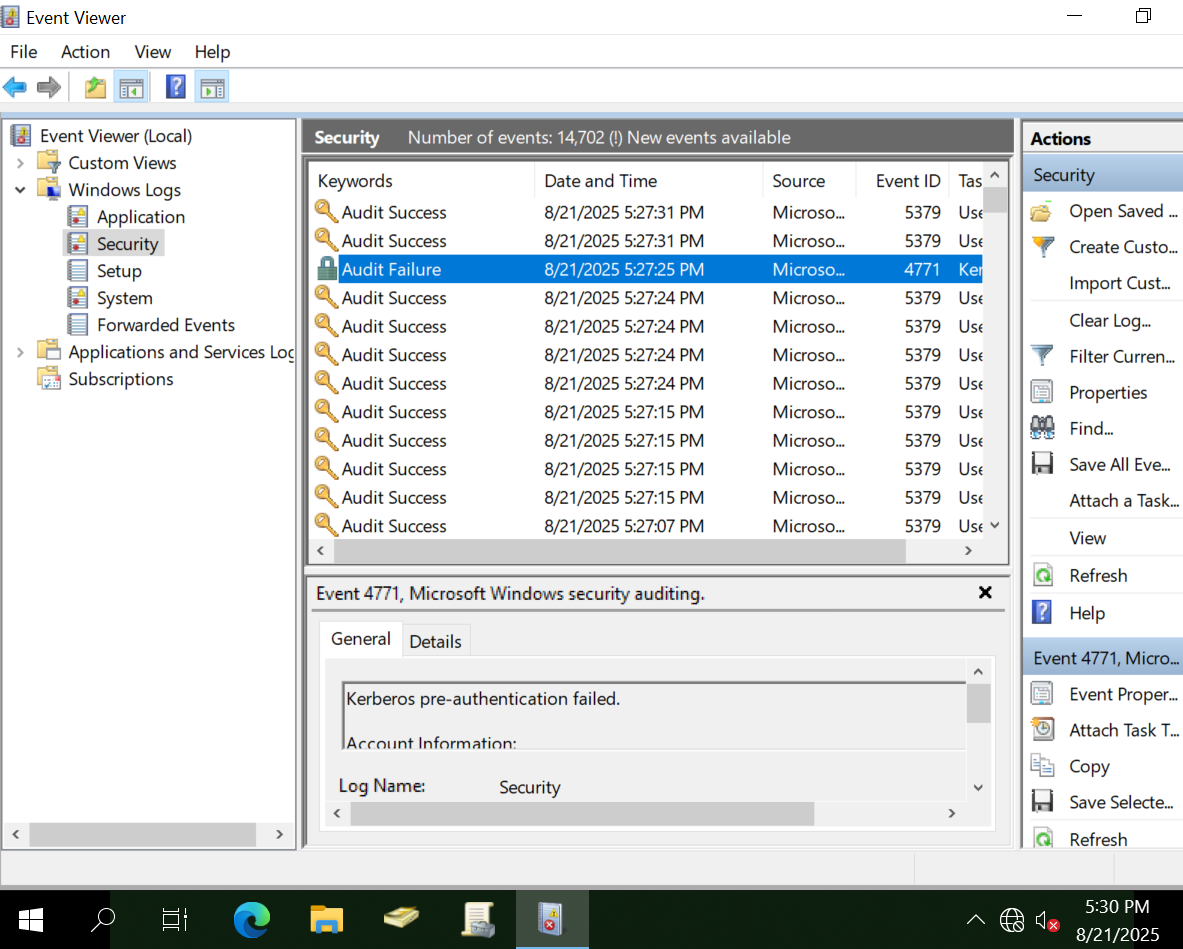 Event Viewer
File Action View Help
Event Viewer (Local)
Custom Views
Windows Logs
Application
Security
Setup
System
Forwarded Events
Applications and Services Log
Subscriptions
Security Number of events: 14,702 (!) New events available
Keywords Date and Time Source Event ID Tas
Audit Success 8/21/2025 5:27:31 PM Microso... 5379 Use
Audit Success 8/21/2025 5:27:31 PM Microso... 5379 Use
Audit Failure 8/21/2025 5:27:25 PM Microso... 4771 Ker
Audit Success 8/21/2025 5:27:24 PM Microso... 5379 Use
Audit Success 8/21/2025 5:27:24 PM Microso... 5379 Use
Audit Success 8/21/2025 5:27:24 PM Microso... 5379 Use
Audit Success 8/21/2025 5:27:24 PM Microso... 5379 Use
Audit Success 8/21/2025 5:27:15 PM Microso... 5379 Use
Audit Success 8/21/2025 5:27:15 PM Microso... 5379 Use
Audit Success 8/21/2025 5:27:15 PM Microso... 5379 Use
Audit Success 8/21/2025 5:27:15 PM Microso... 5379 Use
Audit Success 8/21/2025 5:27:07 PM Microso... 5379 Use
Event 4771, Microsoft Windows security auditing.
General Details
Kerberos pre-authentication failed.
Account Information:
Log Name: Security
Actions
Security
Open Saved ...
Create Custo...
Import Cust...
Clear Log...
Filter Curren...
Properties
Find...
Save All Eve...
Attach a Task...
View
Refresh
Help
Event 4771, Micro...
Event Proper...
Attach Task T...
Copy
Save Selecte...
Refresh
5:30 PM
8/21/2025